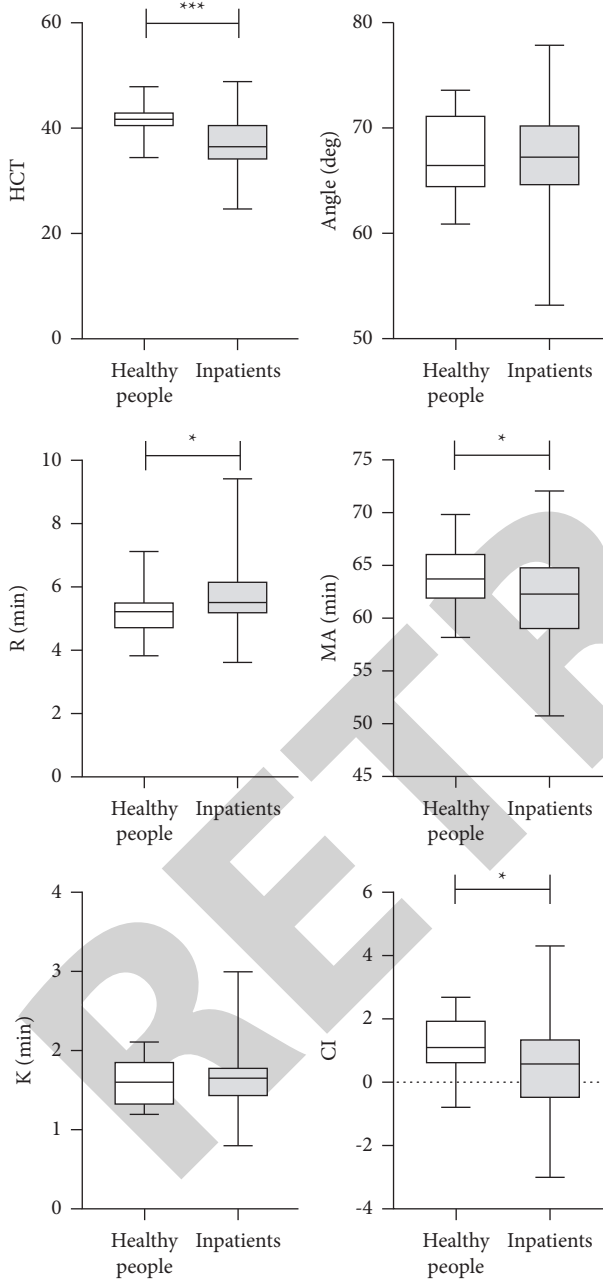 ***
60
40
20
0
HCT
Healthy people
Inpatients
80
70
60
50
Angle (deg)
Healthy people
Inpatients
*
10
8
6
4
2
0
R (min)
Healthy people
Inpatients
*
75
70
65
60
55
50
45
MA (min)
Healthy people
Inpatients
4
3
2
1
0
K (min)
Healthy people
Inpatients
*
6
4
2
0
-2
-4
CI
Healthy people
Inpatients
RETR